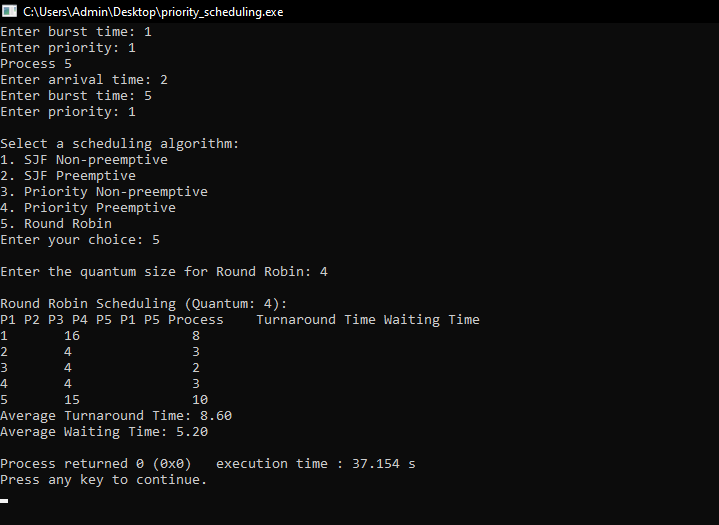 C:\Users\Admin\Desktop\priority_scheduling.exe
Enter burst time: 1
Enter priority: 1
Process 5
Enter arrival time: 2
Enter burst time: 5
Enter priority: 1

Select a scheduling algorithm:
1. SJF Non-preemptive
2. SJF Preemptive
3. Priority Non-preemptive
4. Priority Preemptive
5. Round Robin
Enter your choice: 5

Enter the quantum size for Round Robin: 4

Round Robin Scheduling (Quantum: 4):
P1 P2 P3 P4 P5 P1 P5 Process    Turnaround Time Waiting Time
1       16              8
2       4               3
3       4               2
4       4               3
5       15              10
Average Turnaround Time: 8.60
Average Waiting Time: 5.20

Process returned 0 (0x0)   execution time : 37.154 s
Press any key to continue.